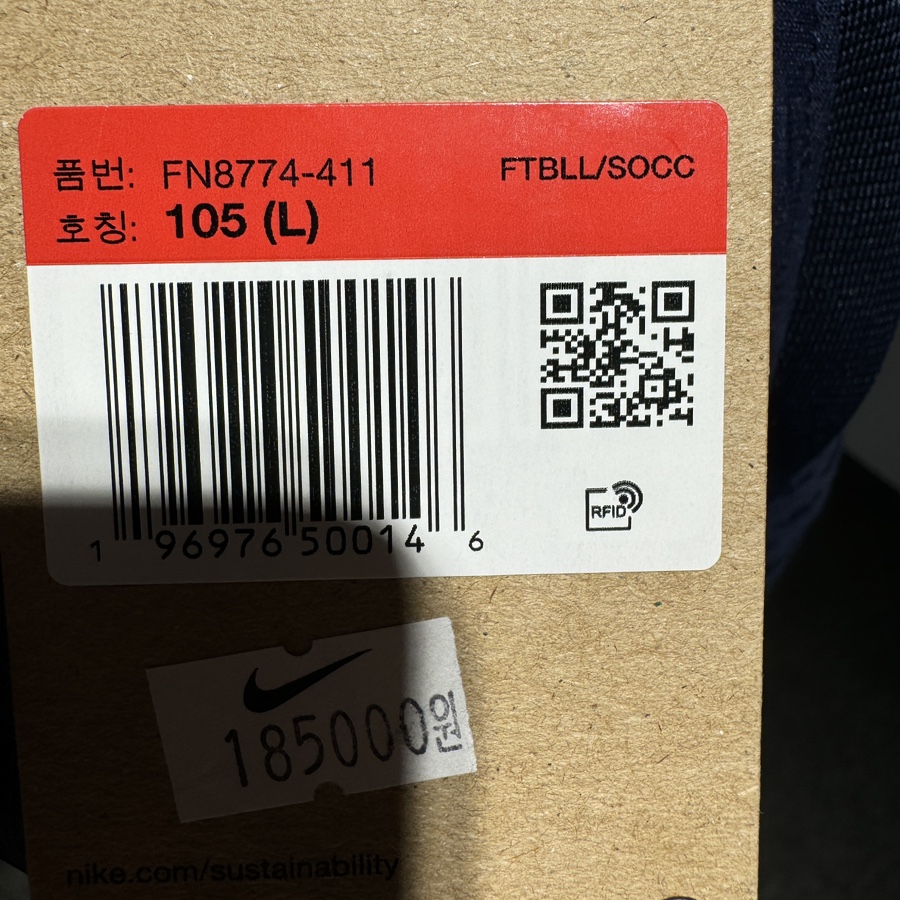 품번: FN8774-411 FTBLL/SOCC
호칭: 105 (L)
RFID
1 96976 50014 6
185000원
nike.com/sustainability